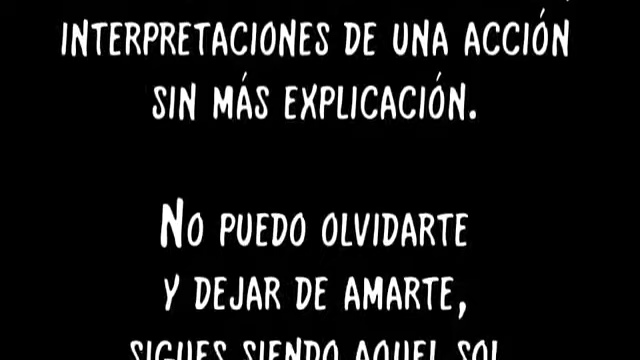 INTERPRETACIONES DE UNA ACCIÓN
SIN MÁS EXPLICACIÓN.
NO PUEDO OLVIDARTE
Y DEJAR DE AMARTE,
SIGUES SIENDO AQUEL SOL